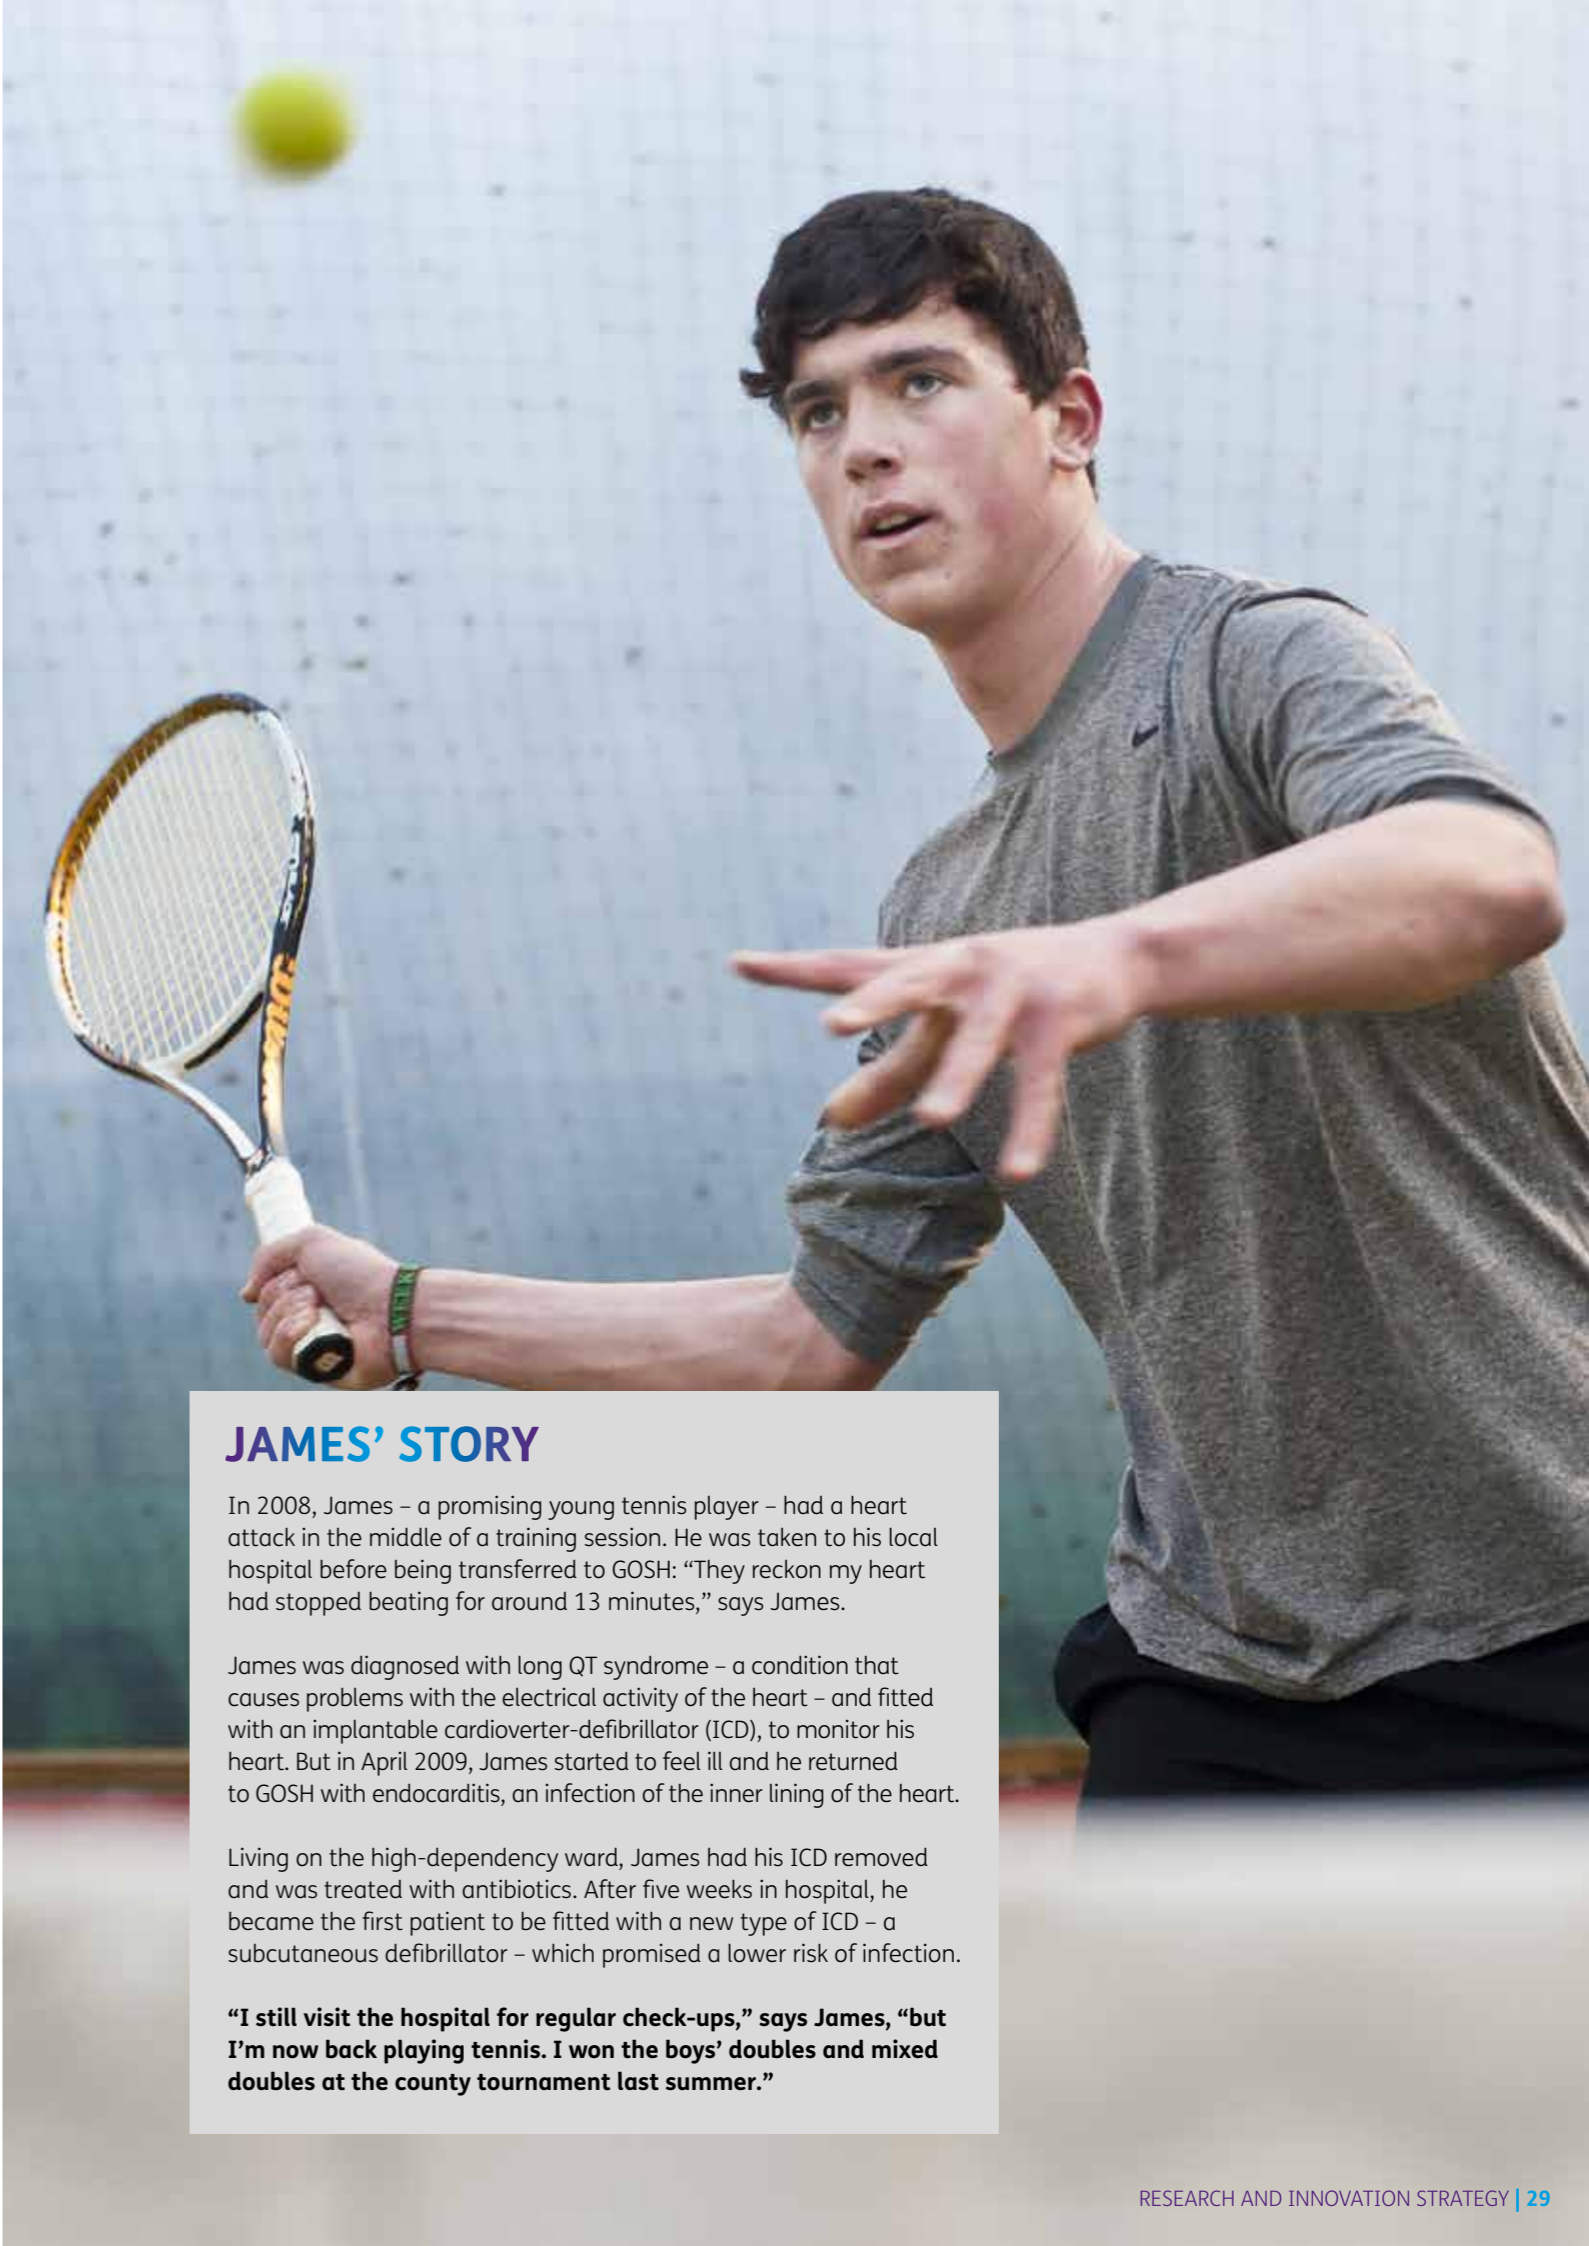 JAMES’ STORY
In 2008, James – a promising young tennis player – had a heart
attack in the middle of a training session. He was taken to his local
hospital before being transferred to GOSH: “They reckon my heart
had stopped beating for around 13 minutes,” says James.
James was diagnosed with long QT syndrome – a condition that
causes problems with the electrical activity of the heart – and fitted
with an implantable cardioverter-defibrillator (ICD), to monitor his
heart. But in April 2009, James started to feel ill and he returned
to GOSH with endocarditis, an infection of the inner lining of the heart.
Living on the high-dependency ward, James had his ICD removed
and was treated with antibiotics. After five weeks in hospital, he
became the first patient to be fitted with a new type of ICD – a
subcutaneous defibrillator – which promised a lower risk of infection.
“I still visit the hospital for regular check-ups,” says James, “but
I’m now back playing tennis. I won the boys’ doubles and mixed
doubles at the county tournament last summer.”
RESEARCH AND INNOVATION STRATEGY | 29